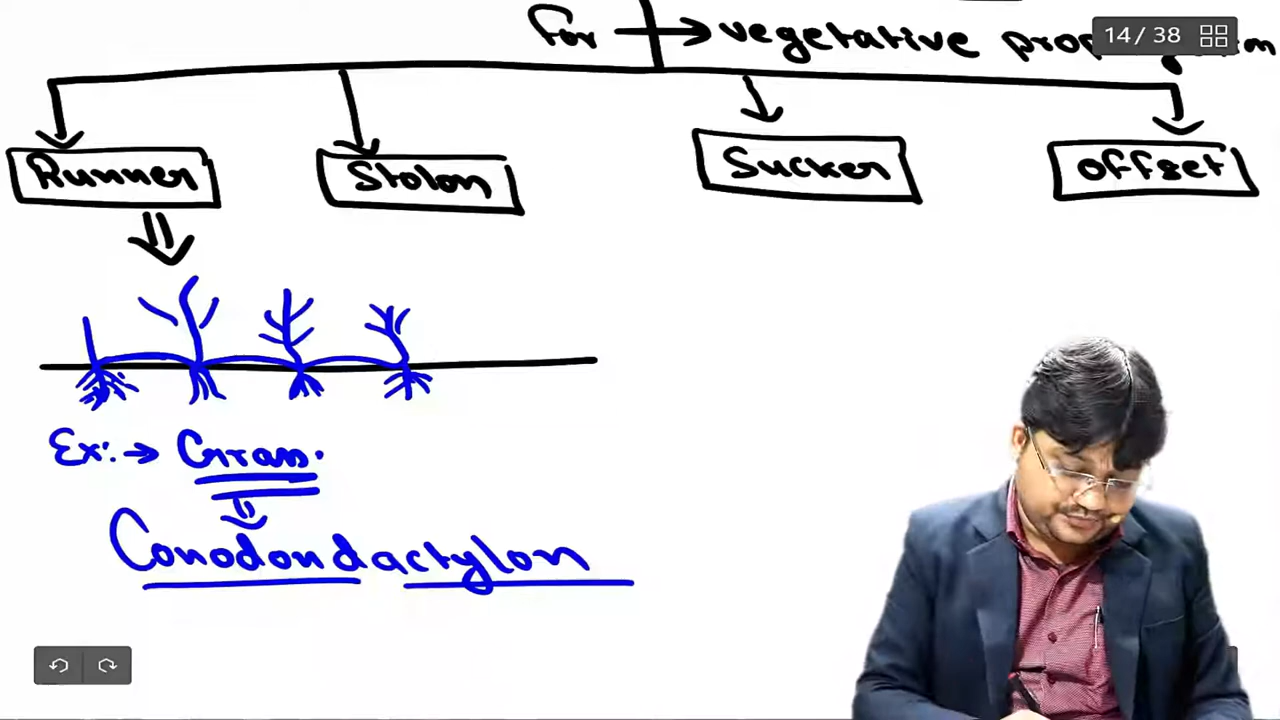 For → vegetative prop
14 / 38
Runner
Stolon
Sucker
offset
Ex:→ Grass.
Conodondactylon